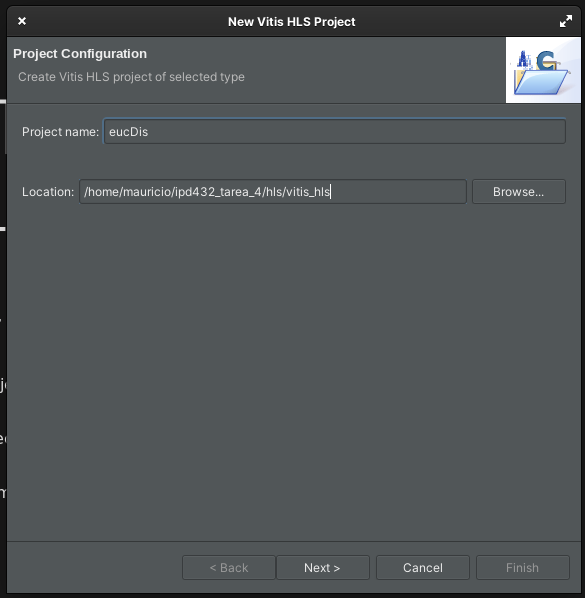 New Vitis HLS Project
Project Configuration
Create Vitis HLS project of selected type
Project name: eucDis
Location: /home/mauricio/ipd432_tarea_4/hls/vitis_hls Browse...
< Back Next > Cancel Finish